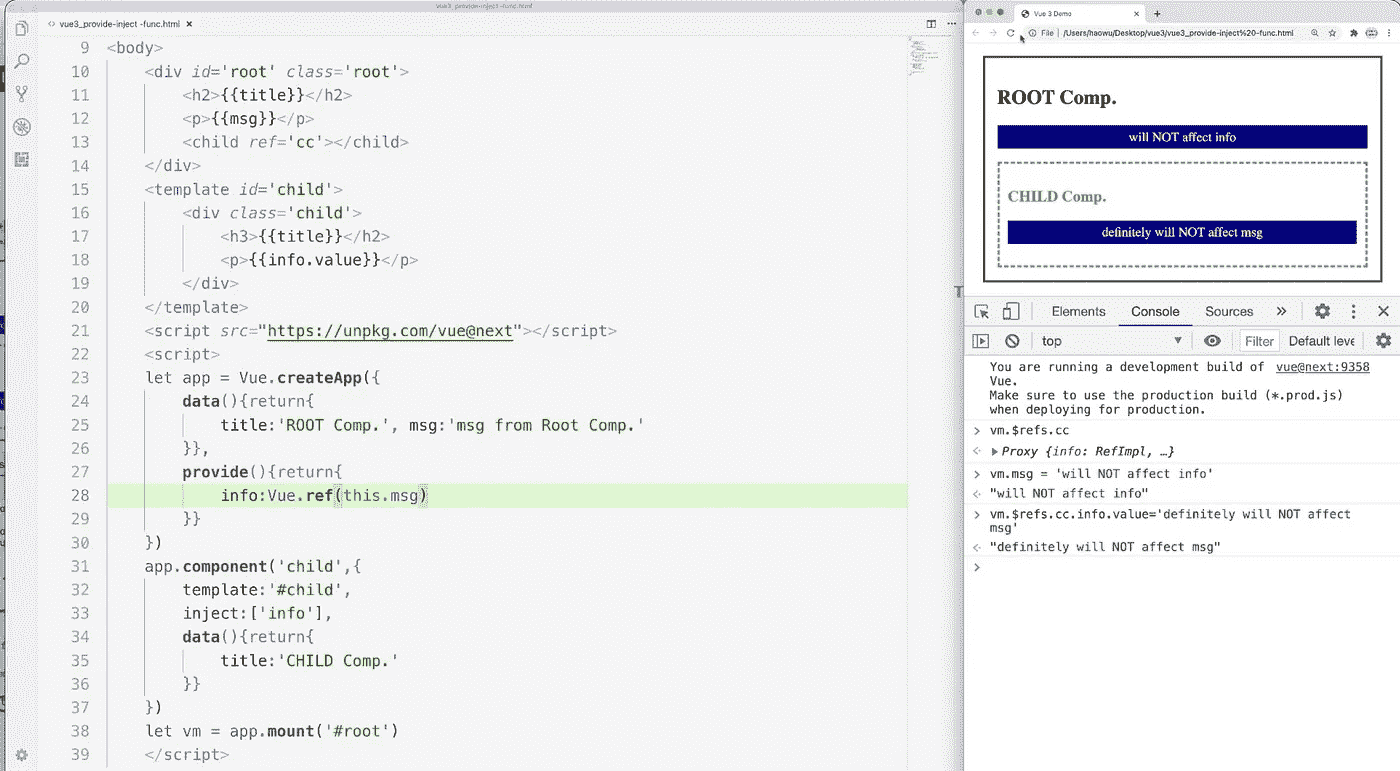 vue3_provide-inject -func.html
<> vue3_provide-inject -func.html ×
9 <body>
10 <div id='root' class='root'>
11 <h2>{{title}}</h2>
12 <p>{{msg}}</p>
13 <child ref='cc'></child>
14 </div>
15 <template id='child'>
16 <div class='child'>
17 <h3>{{title}}</h2>
18 <p>{{info.value}}</p>
19 </div>
20 </template>
21 <script src="https://unpkg.com/vue@next"></script>
22 <script>
23 let app = Vue.createApp({
24 data(){return{
25 title:'ROOT Comp.', msg:'msg from Root Comp.'
26 }},
27 provide(){return{
28 info:Vue.ref(this.msg)
29 }}
30 })
31 app.component('child',{
32 template:'#child',
33 inject:['info'],
34 data(){return{
35 title:'CHILD Comp.'
36 }}
37 })
38 let vm = app.mount('#root')
39 </script>
Vue 3 Demo
File | /Users/haowu/Desktop/vue3/vue3_provide-inject%20-func.html
ROOT Comp.
will NOT affect info
CHILD Comp.
definitely will NOT affect msg
Elements Console Sources »
top Filter Default leve
You are running a development build of vue@next:9358
Vue.
Make sure to use the production build (*.prod.js)
when deploying for production.
> vm.$refs.cc
Proxy {info: RefImpl, …}
> vm.msg = 'will NOT affect info'
"will NOT affect info"
> vm.$refs.cc.info.value='definitely will NOT affect
msg'
"definitely will NOT affect msg"
>